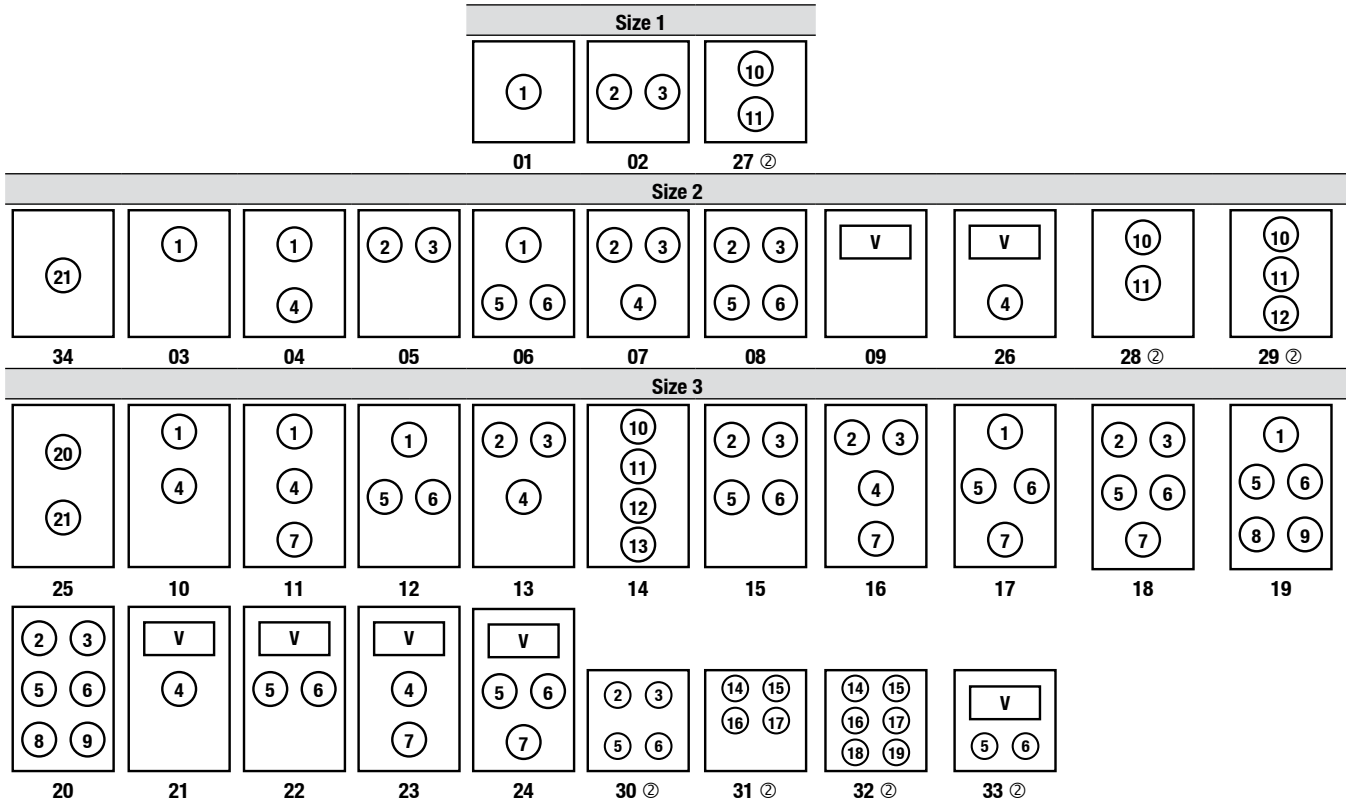 Size 1
1 2 3 10
11
01 02 27 ②
Size 2
1 1 2 3 1 2 3 2 3 V V 10 10
21 11 11
4 5 6 4 5 6 4 12
34 03 04 05 06 07 08 09 26 28 ② 29 ②
Size 3
20 1 1 1 2 3 10 2 3 2 3 1 2 3 1
21 4 4 5 6 4 11 5 6 4 5 6 5 6 5 6
7 12 7 7 7 8 9
13
25 10 11 12 13 14 15 16 17 18 19
2 3 V V V V
5 6 4 5 6 4 5 6 2 3 14 15 14 15 V
16 17 16 17
8 9 7 7 5 6 18 19 5 6
20 21 22 23 24 30 ② 31 ② 32 ② 33 ②